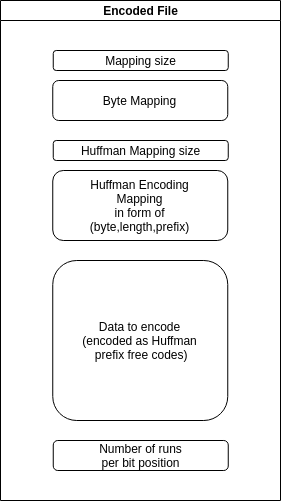 Encoded File
Mapping size
Byte Mapping
Huffman Mapping size
Huffman Encoding
Mapping
in form of
(byte,length,prefix)
Data to encode
(encoded as Huffman
prefix free codes)
Number of runs
per bit position